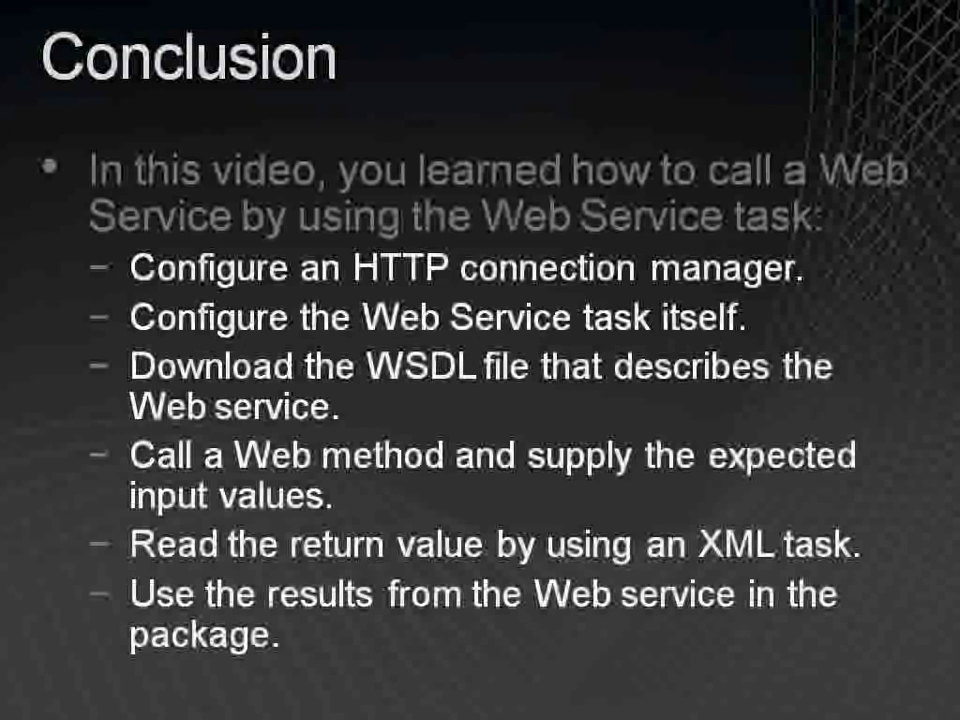 Conclusion
• In this video, you learned how to call a Web
Service by using the Web Service task:
– Configure an HTTP connection manager.
– Configure the Web Service task itself.
– Download the WSDL file that describes the
Web service.
– Call a Web method and supply the expected
input values.
– Read the return value by using an XML task.
– Use the results from the Web service in the
package.